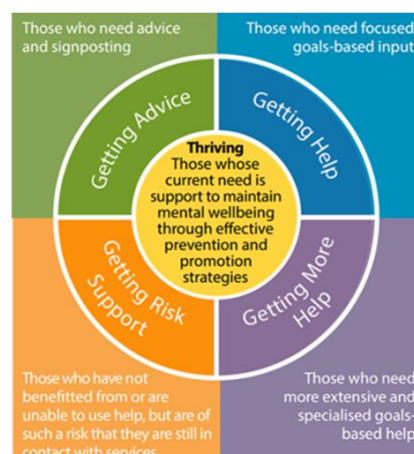 Those who need advice
and signposting
Those who need focused
goals-based input
Getting Advice
Getting Help
Thriving
Those whose
current need is
support to maintain
mental wellbeing
through effective
prevention and
promotion
strategies
Getting Risk
Support
Getting More
Help
Those who have not
benefitted from or are
unable to use help, but are of
such a risk that they are still in
contact with services
Those who need
more extensive and
specialised goals-
based help